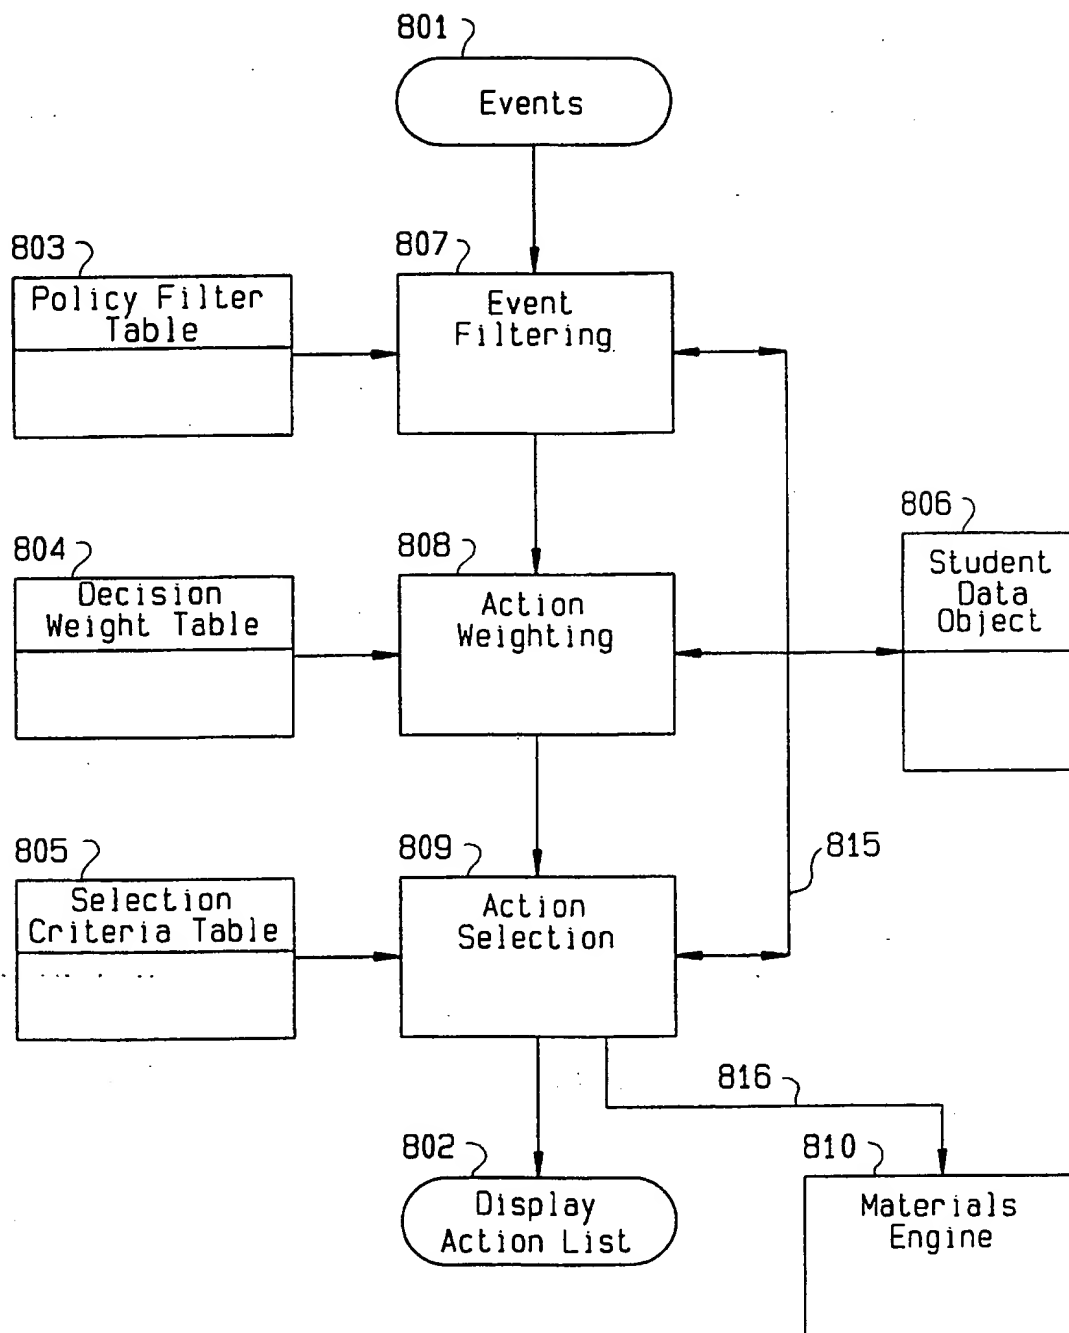 801
Events
803
Policy Filter
Table
807
Event
Filtering
806
Student
Data
Object
804
Decision
Weight Table
808
Action
Weighting
815
805
Selection
Criteria Table
809
Action
Selection
816
802
Display
Action List
810
Materials
Engine